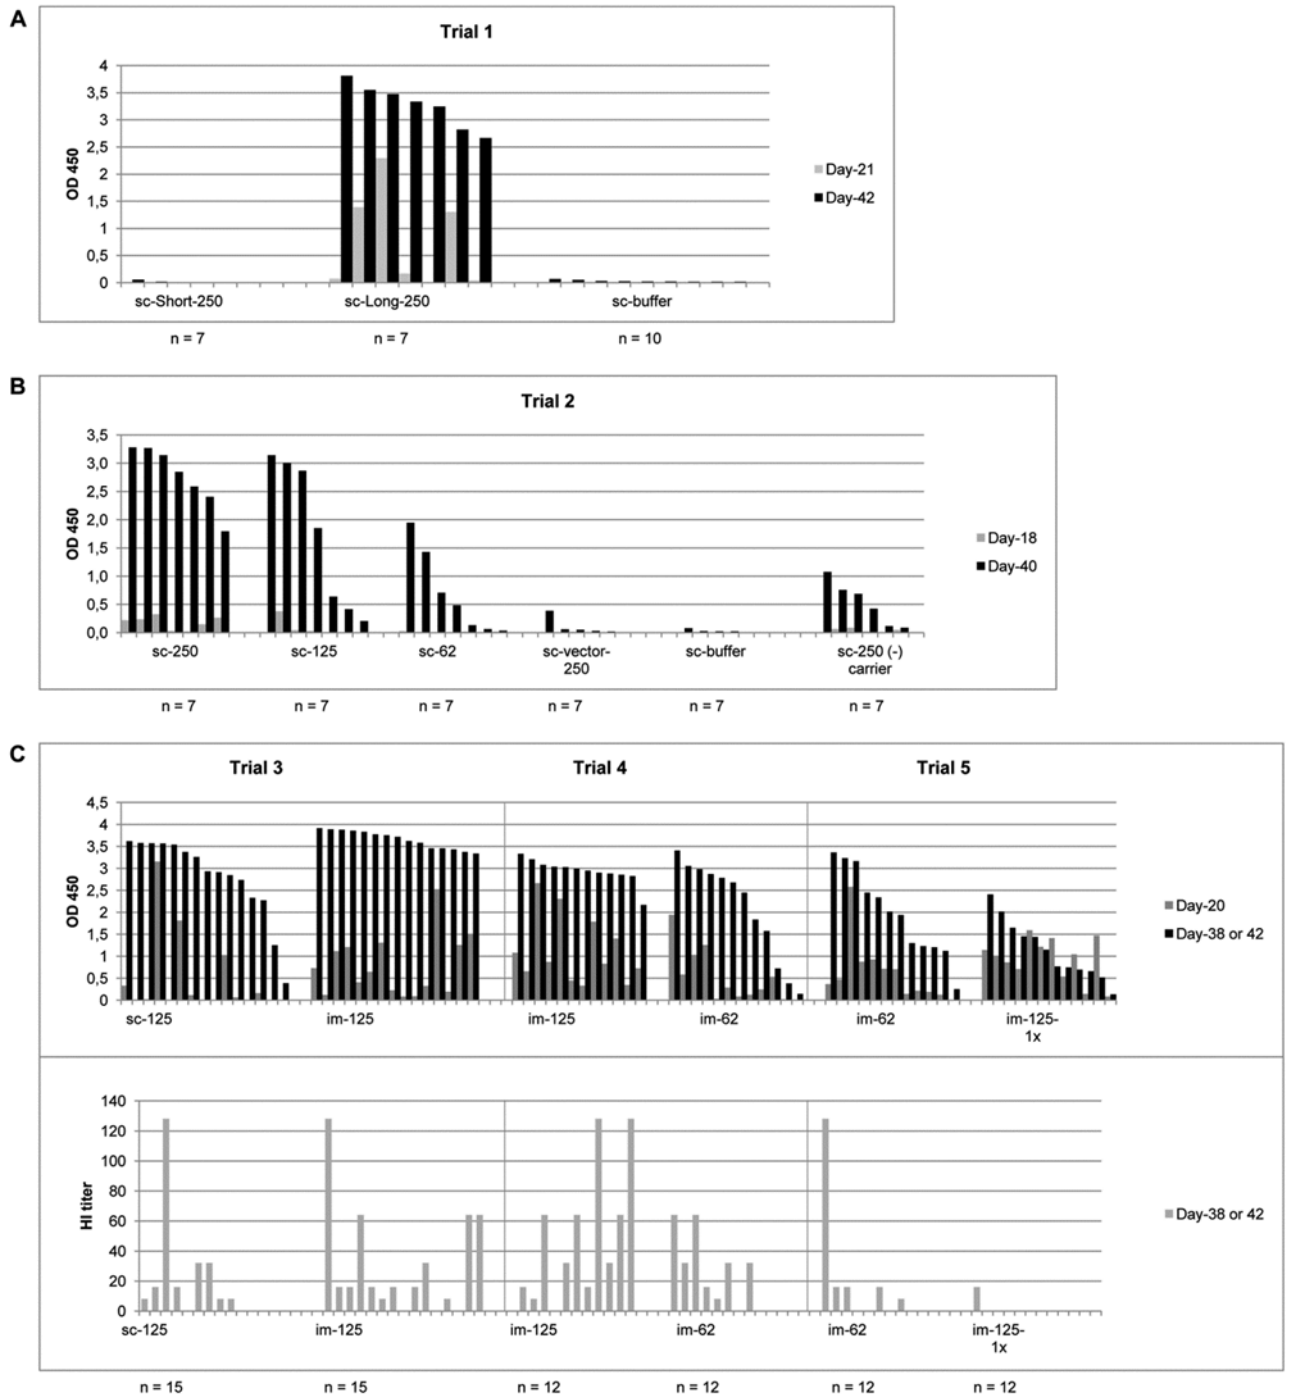 A
Trial 1
4
3,5
3
2,5
2
1,5
1
0,5
0
OD 450
Day-21
Day-42
sc-Short-250 sc-Long-250 sc-buffer
n = 7 n = 7 n = 10
B
Trial 2
3,5
3,0
2,5
2,0
1,5
1,0
0,5
0,0
OD 450
Day-18
Day-40
sc-250 sc-125 sc-62 sc-vector- sc-buffer sc-250 (-)
250 carrier
n = 7 n = 7 n = 7 n = 7 n = 7 n = 7
C
Trial 3 Trial 4 Trial 5
4,5
4
3,5
3
2,5
2
1,5
1
0,5
0
OD 450
Day-20
Day-38 or 42
sc-125 im-125 im-125 im-62 im-62 im-125-
1x
140
120
100
80
60
40
20
0
HI titer
Day-38 or 42
sc-125 im-125 im-125 im-62 im-62 im-125-
1x
n = 15 n = 15 n = 12 n = 12 n = 12 n = 12